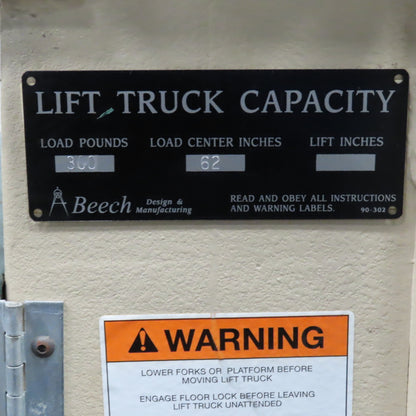 LIFT TRUCK CAPACITY
LOAD POUNDS LOAD CENTER INCHES LIFT INCHES
300 62
Beech Design & Manufacturing
READ AND OBEY ALL INSTRUCTIONS
AND WARNING LABELS.
90-302
WARNING
LOWER FORKS OR PLATFORM BEFORE
MOVING LIFT TRUCK
ENGAGE FLOOR LOCK BEFORE LEAVING
LIFT TRUCK UNATTENDED